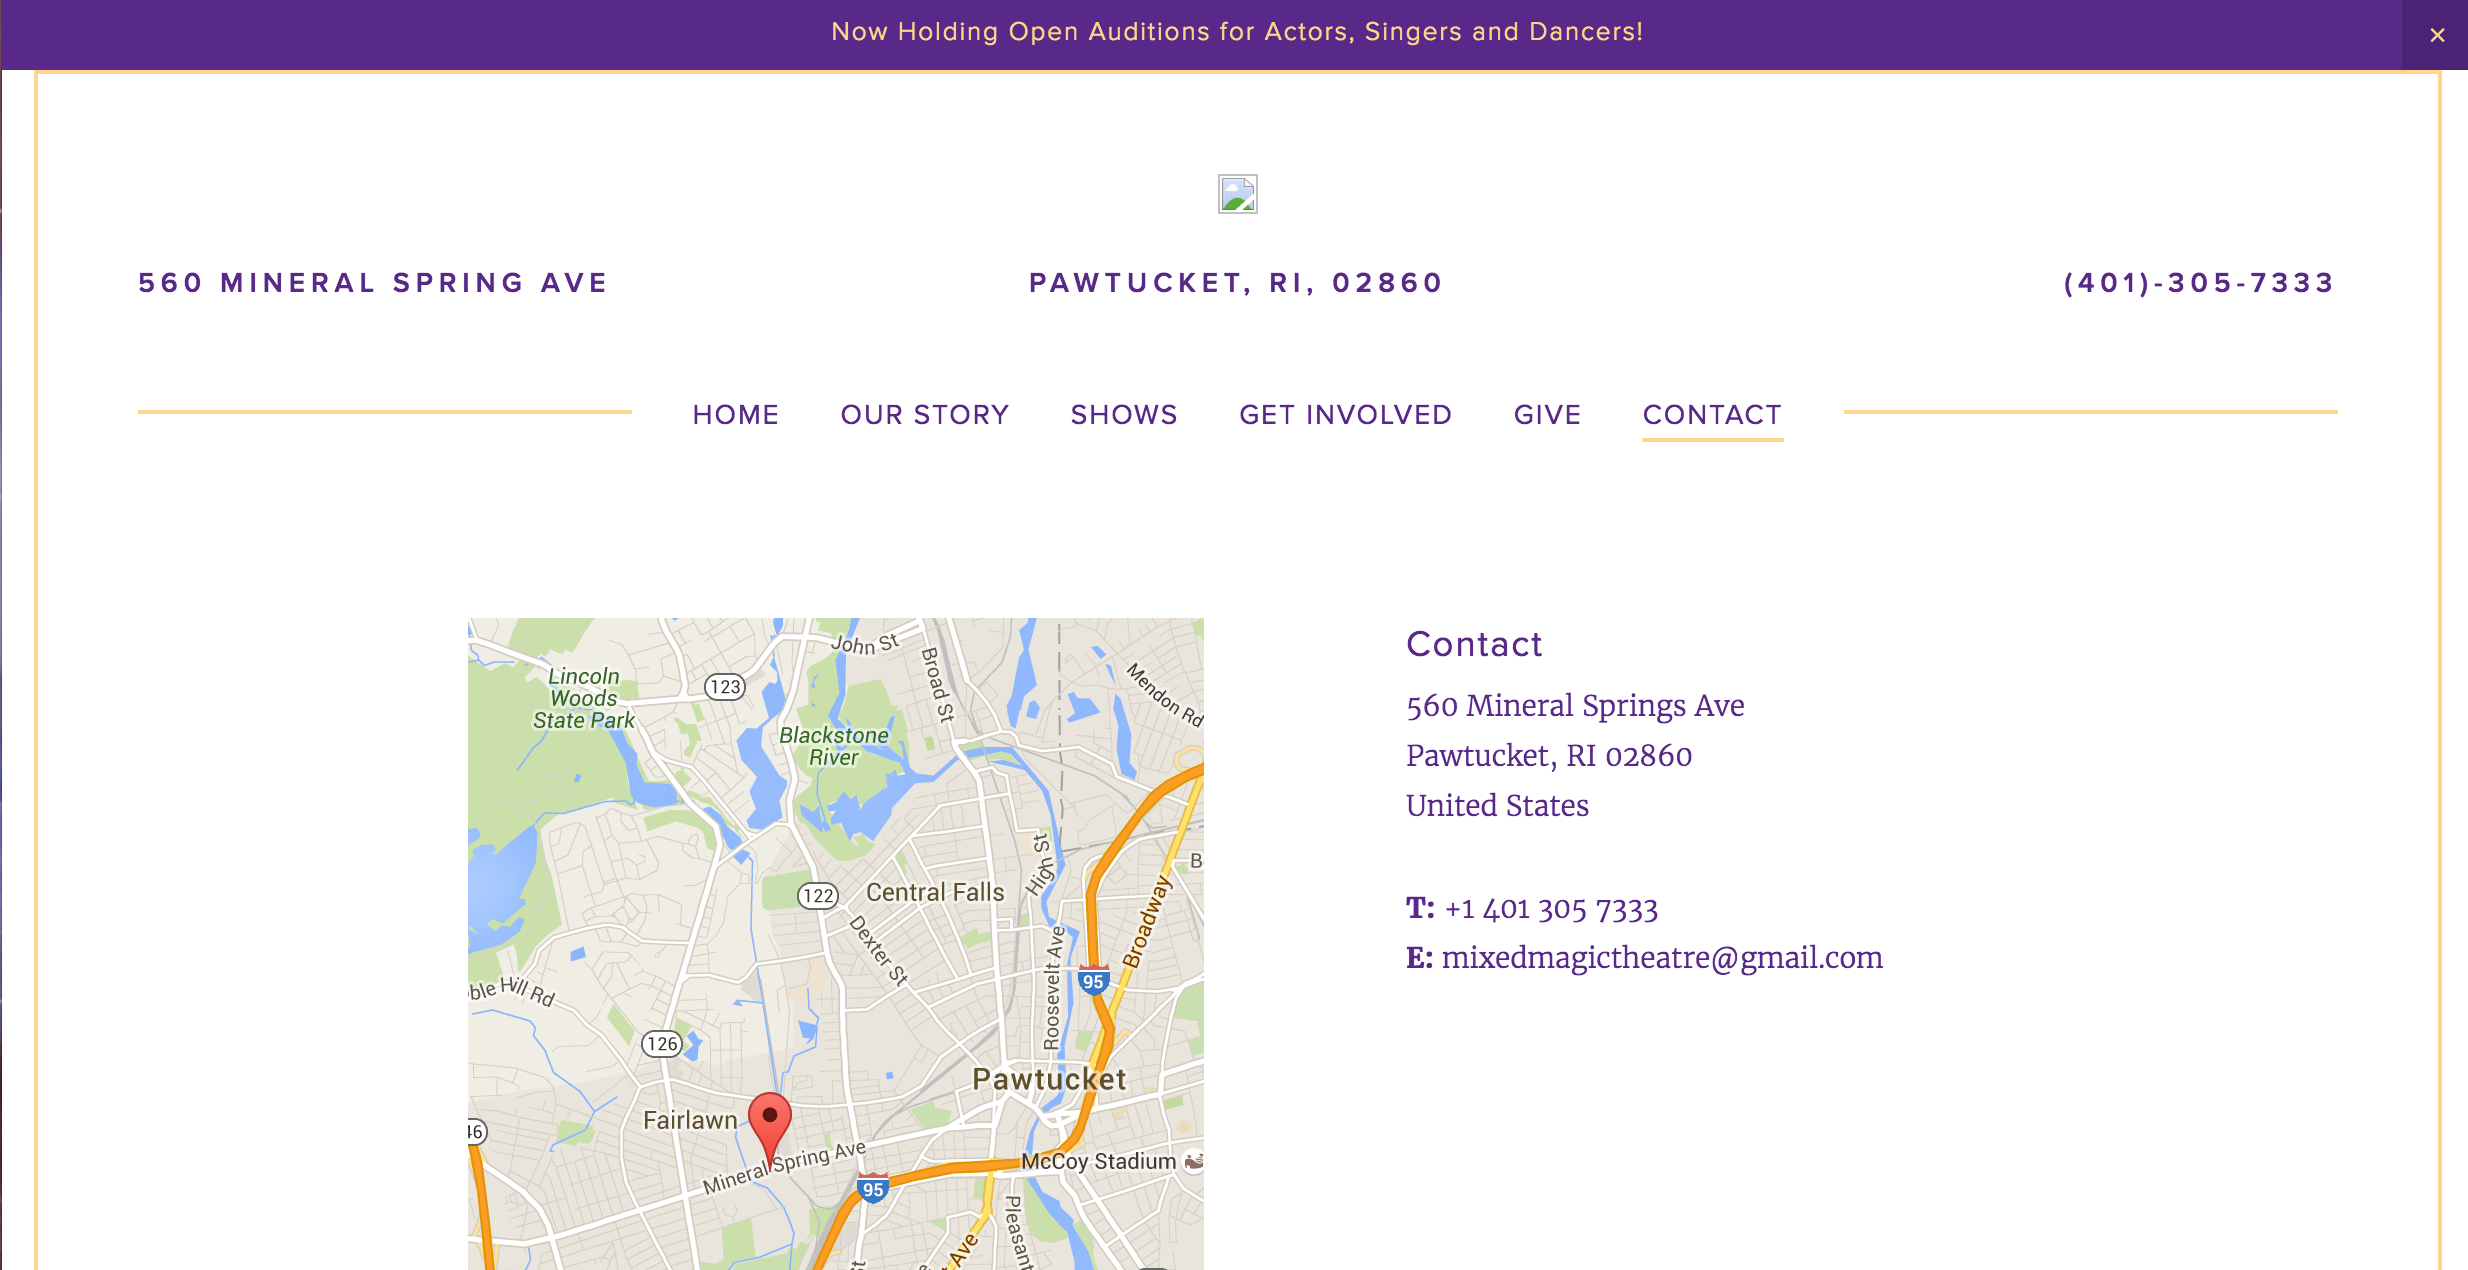 Now Holding Open Auditions for Actors, Singers and Dancers!
×
560 MINERAL SPRING AVE
PAWTUCKET, RI, 02860
(401)-305-7333
HOME
OUR STORY
SHOWS
GET INVOLVED
GIVE
CONTACT
Contact
560 Mineral Springs Ave
Pawtucket, RI 02860
United States
T: +1 401 305 7333
E: mixedmagictheatre@gmail.com
John St
Broad St
Mendon Rd
Lincoln
Woods
State Park
123
Blackstone
River
High St
B
122
Central Falls
Broadway
Dexter St
Roosevelt Ave
95
ble Hill Rd
126
Pawtucket
Fairlawn
46
Mineral Spring Ave
McCoy Stadium
95
Pleasant
Ave